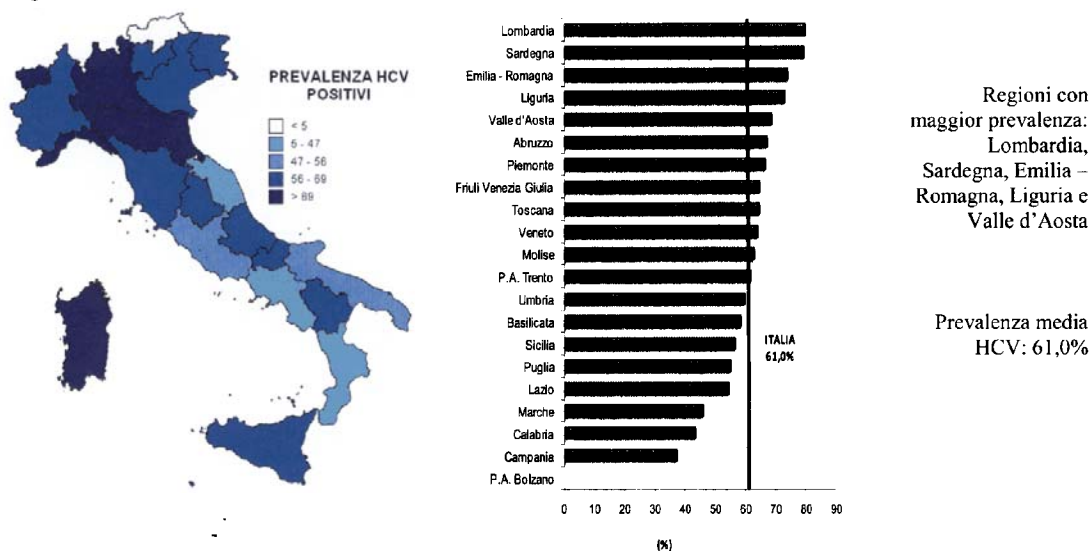 PREVALENZA HCV
POSITIVI
< 5
5 - 47
47 - 56
56 - 69
> 69
Lombardia
Sardegna
Emilia - Romagna
Liguria
Valle d'Aosta
Abruzzo
Piemonte
Friuli Venezia Giulia
Toscana
Veneto
Molise
P.A. Trento
Umbria
Basilicata
Sicilia
Puglia
Lazio
Marche
Calabria
Campania
P.A. Bolzano
ITALIA
61,0%
0 10 20 30 40 50 60 70 80 90
(%)
Regioni con
maggior prevalenza:
Lombardia,
Sardegna, Emilia –
Romagna, Liguria e
Valle d'Aosta
Prevalenza media
HCV: 61,0%